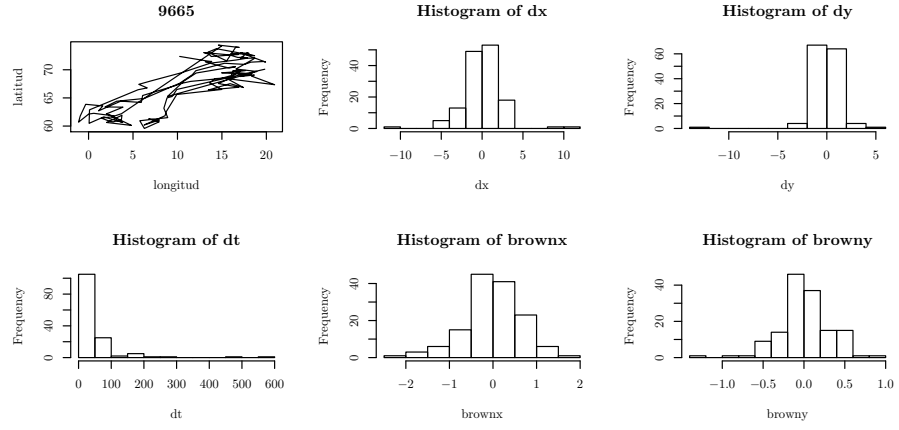 9665
latitud
60 65 70
0 5 10 15 20
longitud
Histogram of dx
Frequency
0 20 40
−10 −5 0 5 10
dx
Histogram of dy
Frequency
0 20 40 60
−10 −5 0 5
dy
Histogram of dt
Frequency
0 40 80
0 100 200 300 400 500 600
dt
Histogram of brownx
Frequency
0 20 40
−2 −1 0 1 2
brownx
Histogram of browny
Frequency
0 20 40
−1.0 −0.5 0.0 0.5 1.0
browny